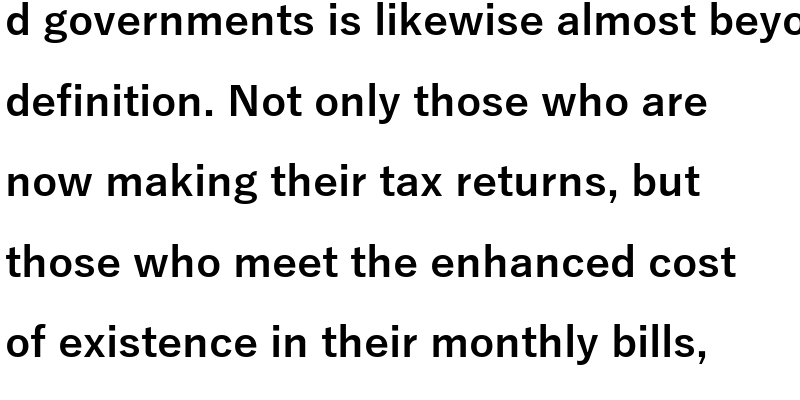 governments is likewise almost
definition. Not only those who are
now making their tax returns, but
those who meet the enhanced cost
of existence in their monthly bills,